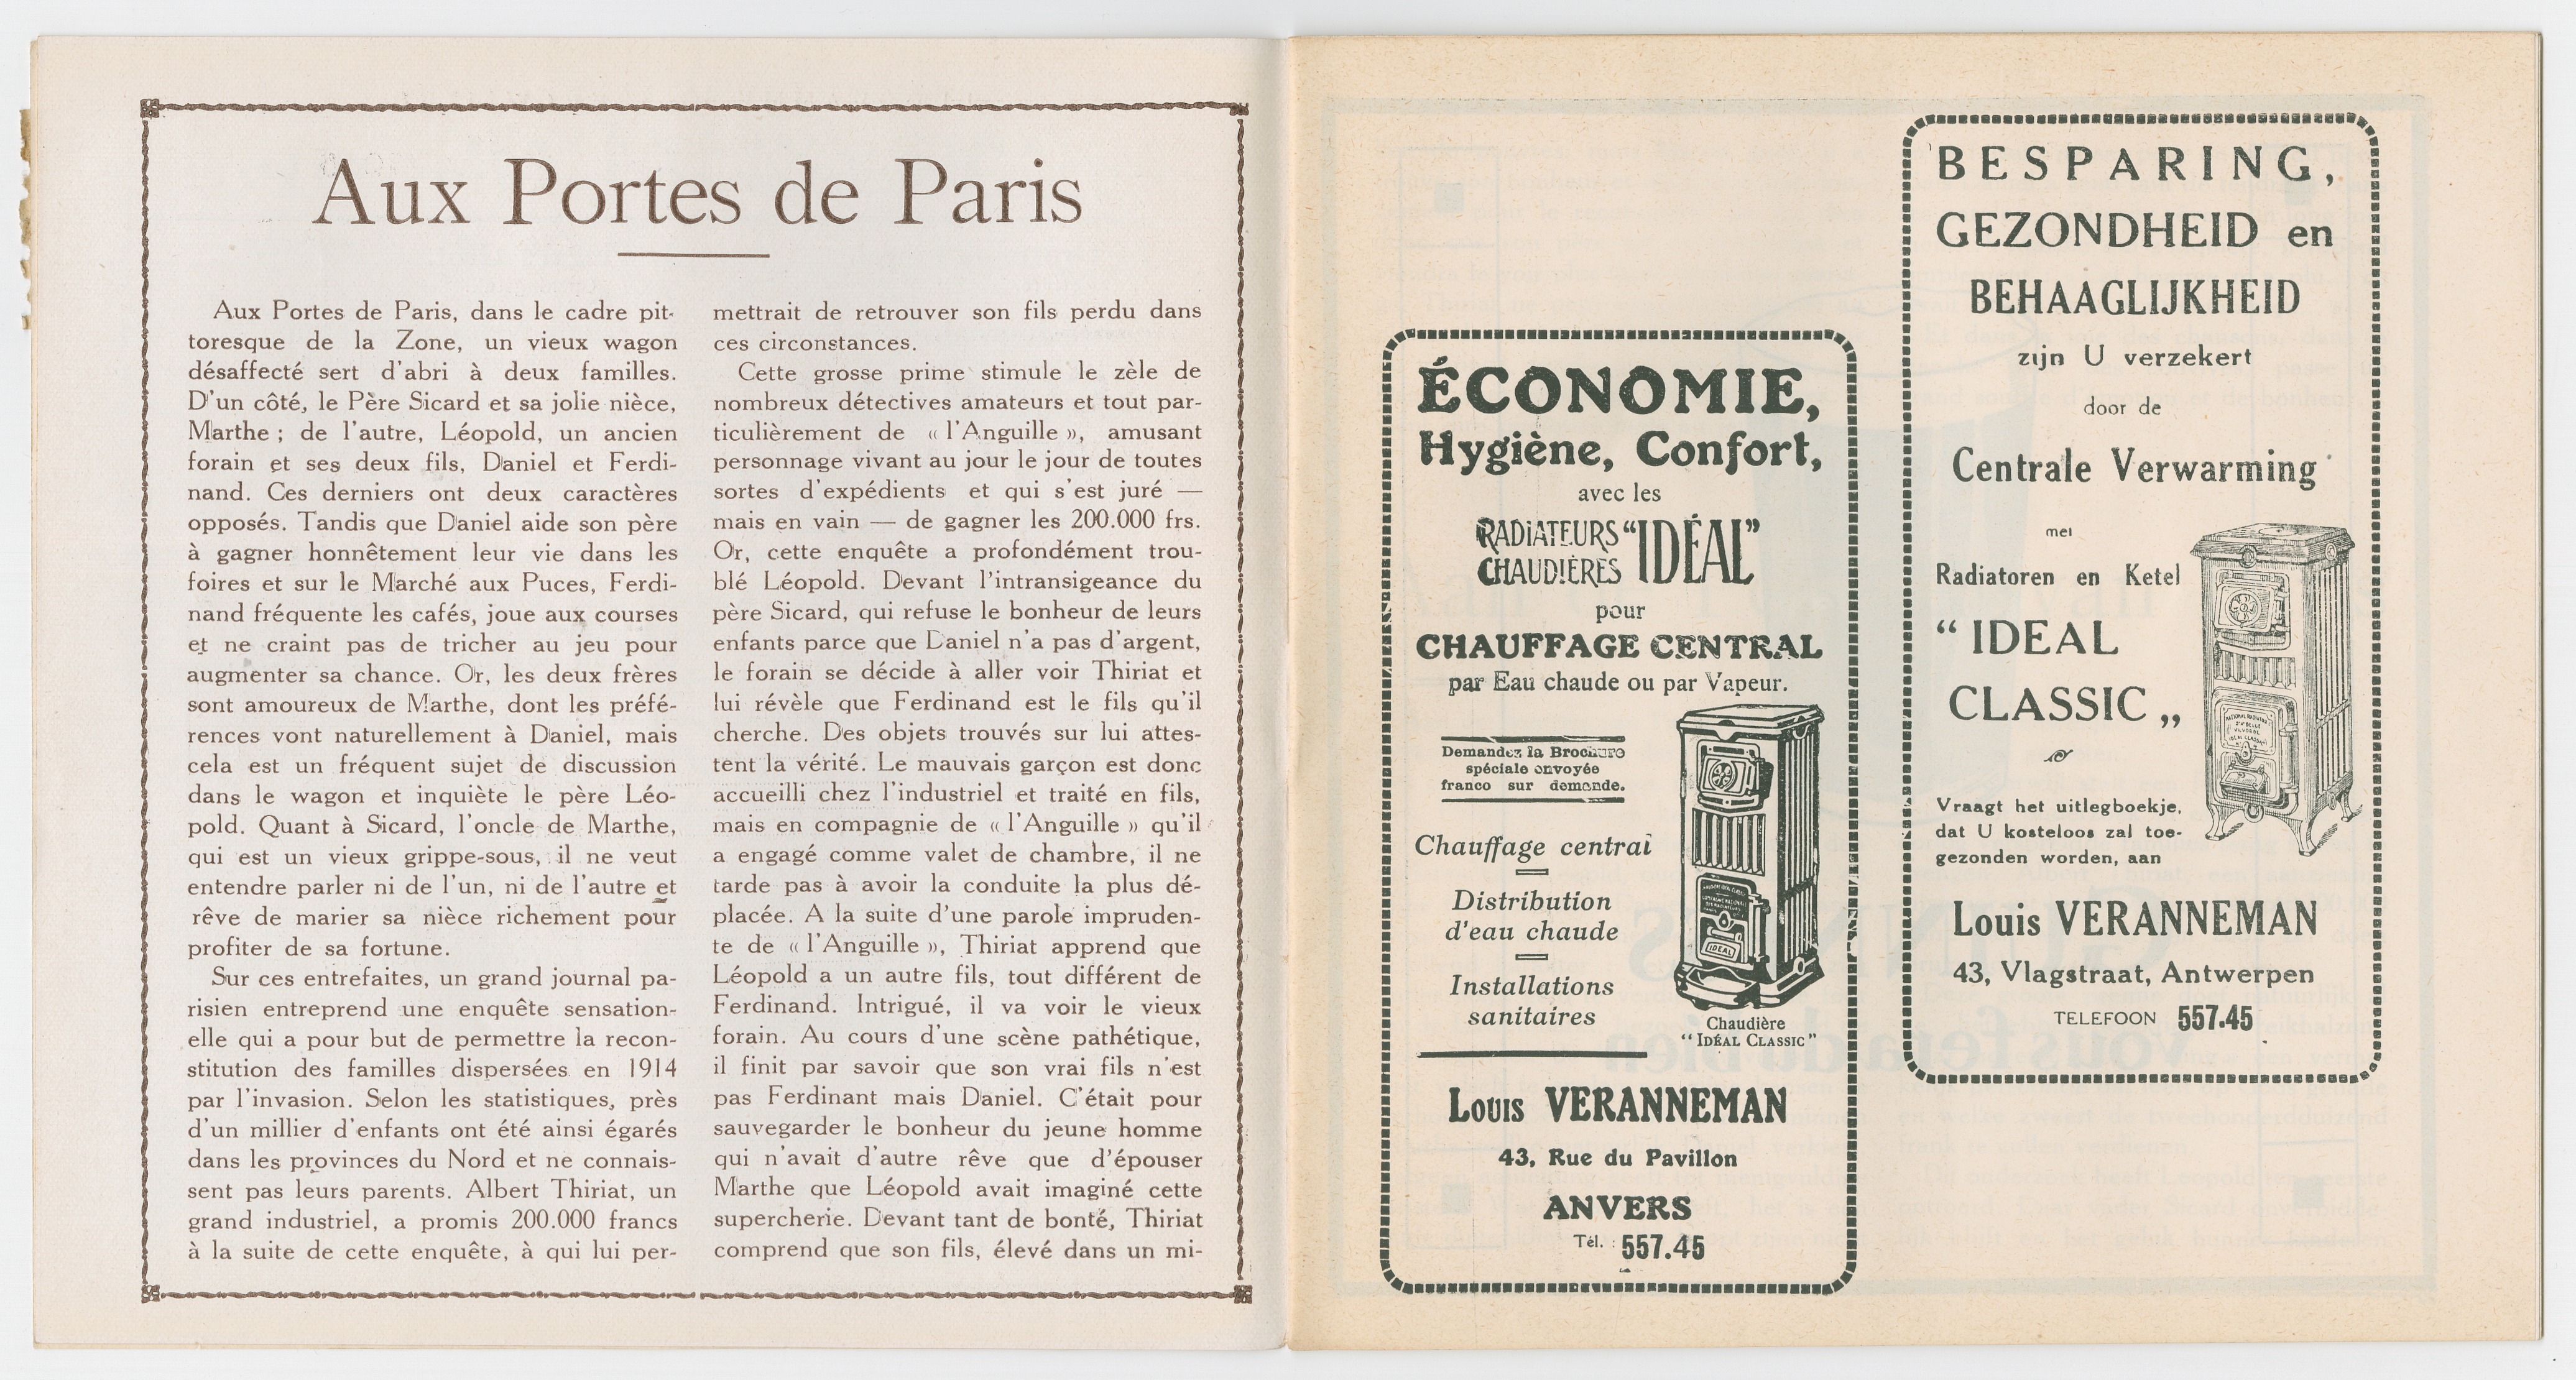 Aux Portes de Paris
Aux Portes de Paris, dans le cadre pit-
toresque de la Zone, un vieux wagon
désaffecté sert d'abri à deux familles.
D'un côté, le Père Sicard et sa jolie nièce,
Marthe ; de l'autre, Léopold, un ancien
forain et ses deux fils, Daniel et Ferdi-
nand. Ces derniers ont deux caractères
opposés. Tandis que Daniel aide son père
à gagner honnêtement leur vie dans les
foires et sur le Marché aux Puces, Ferdi-
nand fréquente les cafés, joue aux courses
et ne craint pas de tricher au jeu pour
augmenter sa chance. Or, les deux frères
sont amoureux de Marthe, dont les préfé-
rences vont naturellement à Daniel, mais
cela est un fréquent sujet de discussion
dans le wagon et inquiète le père Léo-
pold. Quant à Sicard, l'oncle de Marthe,
qui est un vieux grippe-sous, il ne veut
entendre parler ni de l'un, ni de l'autre et
rêve de marier sa nièce richement pour
profiter de sa fortune.
Sur ces entrefaites, un grand journal pa-
risien entreprend une enquête sensation-
elle qui a pour but de permettre la recon-
stitution des familles dispersées en 1914
par l'invasion. Selon les statistiques, près
d'un millier d'enfants ont été ainsi égarés
dans les provinces du Nord et ne connais-
sent pas leurs parents. Albert Thiriat, un
grand industriel, a promis 200.000 francs
à la suite de cette enquête, à qui lui per-
mettrait de retrouver son fils perdu dans
ces circonstances.
Cette grosse prime stimule le zèle de
nombreux détectives amateurs et tout par-
ticulièrement de « l'Anguille », amusant
personnage vivant au jour le jour de toutes
sortes d'expédients et qui s'est juré —
mais en vain — de gagner les 200.000 frs.
Or, cette enquête a profondément trou-
blé Léopold. Devant l'intransigeance du
père Sicard, qui refuse le bonheur de leurs
enfants parce que Daniel n'a pas d'argent,
le forain se décide à aller voir Thiriat et
lui révèle que Ferdinand est le fils qu'il
cherche. Des objets trouvés sur lui attes-
tent la vérité. Le mauvais garçon est donc
accueilli chez l'industriel et traité en fils,
mais en compagnie de « l'Anguille » qu'il
a engagé comme valet de chambre, il ne
tarde pas à avoir la conduite la plus dé-
placée. A la suite d'une parole impruden-
te de « l'Anguille », Thiriat apprend que
Léopold a un autre fils, tout différent de
Ferdinand. Intrigué, il va voir le vieux
forain. Au cours d'une scène pathétique,
il finit par savoir que son vrai fils n'est
pas Ferdinant mais Daniel. C'était pour
sauvegarder le bonheur du jeune homme
qui n'avait d'autre rêve que d'épouser
Marthe que Léopold avait imaginé cette
supercherie. Devant tant de bonté, Thiriat
comprend que son fils, élevé dans un mi-
ÉCONOMIE,
Hygiène, Confort,
avec les
RADIATEURS "IDÉAL"
CHAUDIÈRES
pour
CHAUFFAGE CENTRAL
par Eau chaude ou par Vapeur.
Demandez la Brochure
spéciale envoyée
franco sur demande.
Chauffage central
Distribution
d'eau chaude
Installations
sanitaires
IDEAL
Chaudière
"IDÉAL CLASSIC"
Louis VERANNEMAN
43, Rue du Pavillon
ANVERS
Tél. : 557.45
BESPARING,
GEZONDHEID en
BEHAAGLIJKHEID
zijn U verzekert
door de
Centrale Verwarming
met
Radiatoren en Ketel
" IDEAL
CLASSIC „
Vraagt het uitlegboekje,
dat U kosteloos zal toe-
gezonden worden, aan
Louis VERANNEMAN
43, Vlagstraat, Antwerpen
TELEFOON 557.45